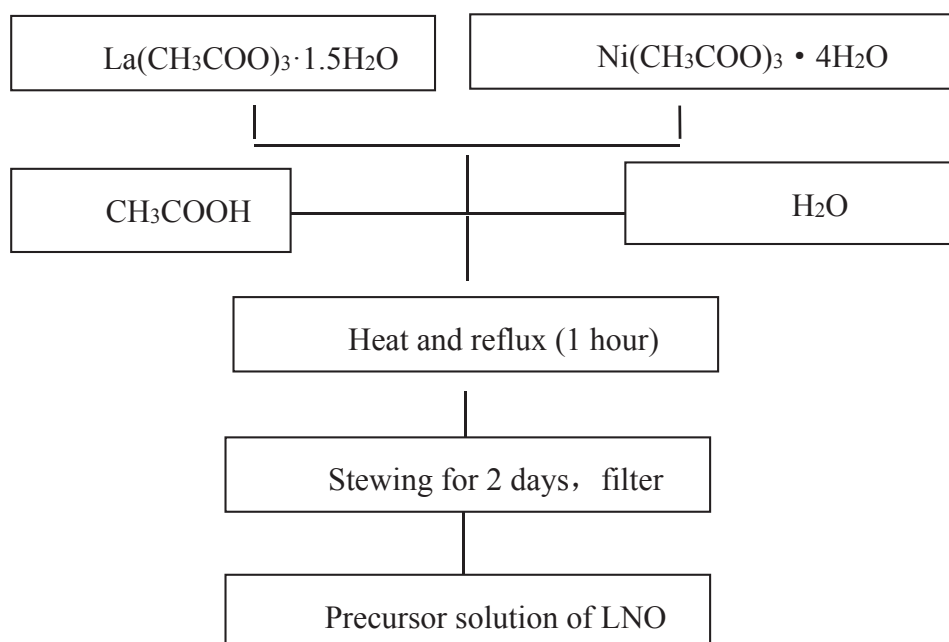 La(CH₃COO)₃·1.5H₂O
Ni(CH₃COO)₃・4H₂O
CH₃COOH
H₂O
Heat and reflux (1 hour)
Stewing for 2 days，filter
Precursor solution of LNO